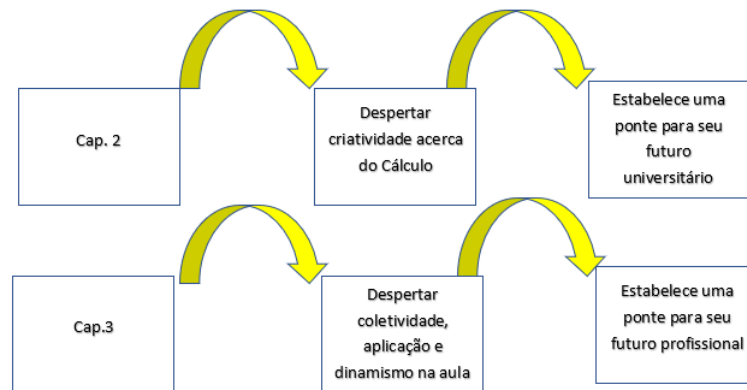 Cap. 2
Despertar
criatividade acerca
do Cálculo
Estabelece uma
ponte para seu
futuro
universitário
Cap.3
Despertar
coletividade,
aplicação e
dinamismo na aula
Estabelece uma
ponte para seu
futuro profissional